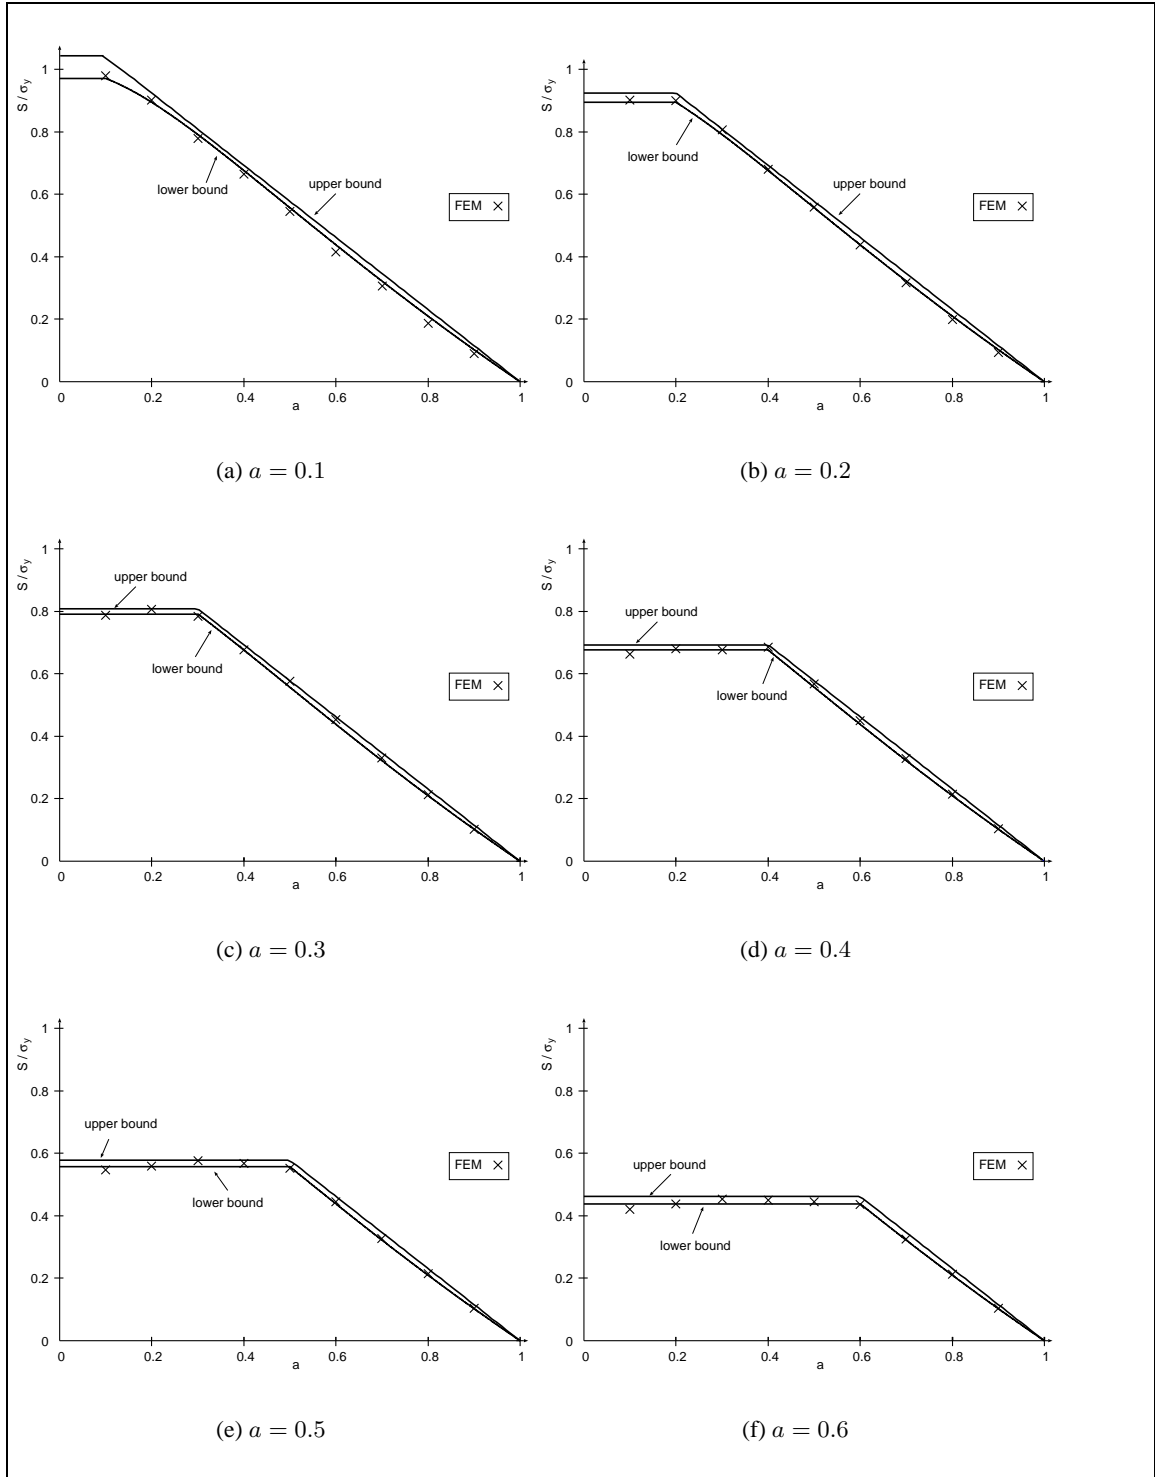 S / σy
1
0.8
0.6
0.4
0.2
0
0 0.2 0.4 0.6 0.8 1
a
lower bound
upper bound
FEM ×
(a) a = 0.1
S / σy
1
0.8
0.6
0.4
0.2
0
0 0.2 0.4 0.6 0.8 1
a
lower bound
upper bound
FEM ×
(b) a = 0.2
S / σy
1
0.8
0.6
0.4
0.2
0
0 0.2 0.4 0.6 0.8 1
a
upper bound
lower bound
FEM ×
(c) a = 0.3
S / σy
1
0.8
0.6
0.4
0.2
0
0 0.2 0.4 0.6 0.8 1
a
upper bound
lower bound
FEM ×
(d) a = 0.4
S / σy
1
0.8
0.6
0.4
0.2
0
0 0.2 0.4 0.6 0.8 1
a
upper bound
lower bound
FEM ×
(e) a = 0.5
S / σy
1
0.8
0.6
0.4
0.2
0
0 0.2 0.4 0.6 0.8 1
a
upper bound
lower bound
FEM ×
(f) a = 0.6